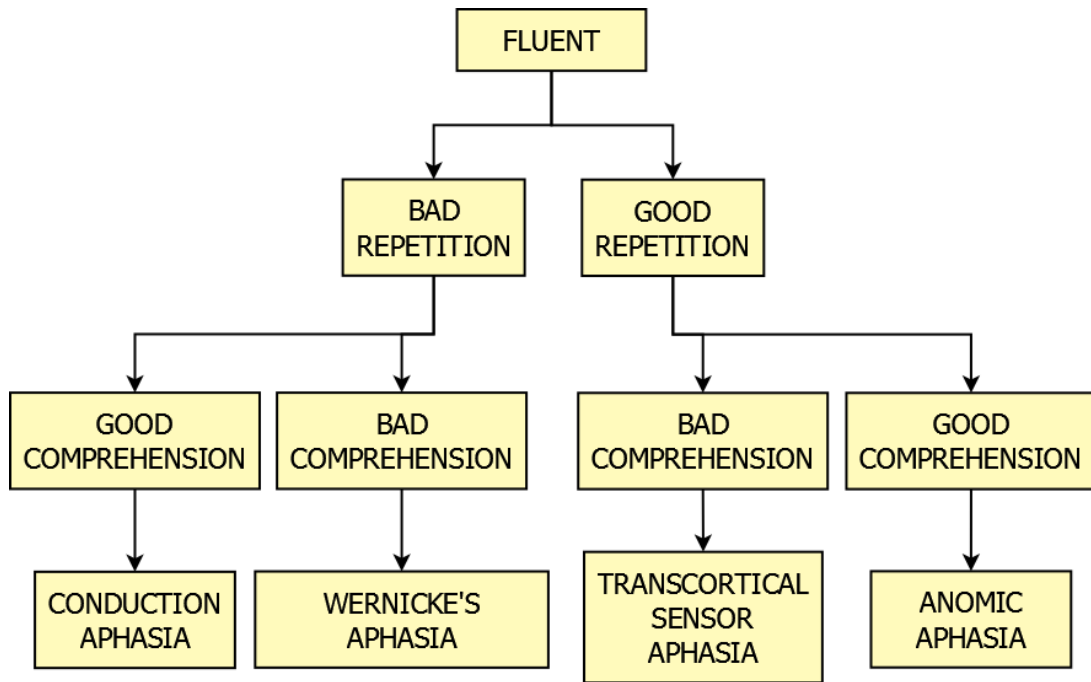 FLUENT
BAD
REPETITION
GOOD
REPETITION
GOOD
COMPREHENSION
BAD
COMPREHENSION
BAD
COMPREHENSION
GOOD
COMPREHENSION
CONDUCTION
APHASIA
WERNICKE'S
APHASIA
TRANSCORTICAL
SENSOR
APHASIA
ANOMIC
APHASIA